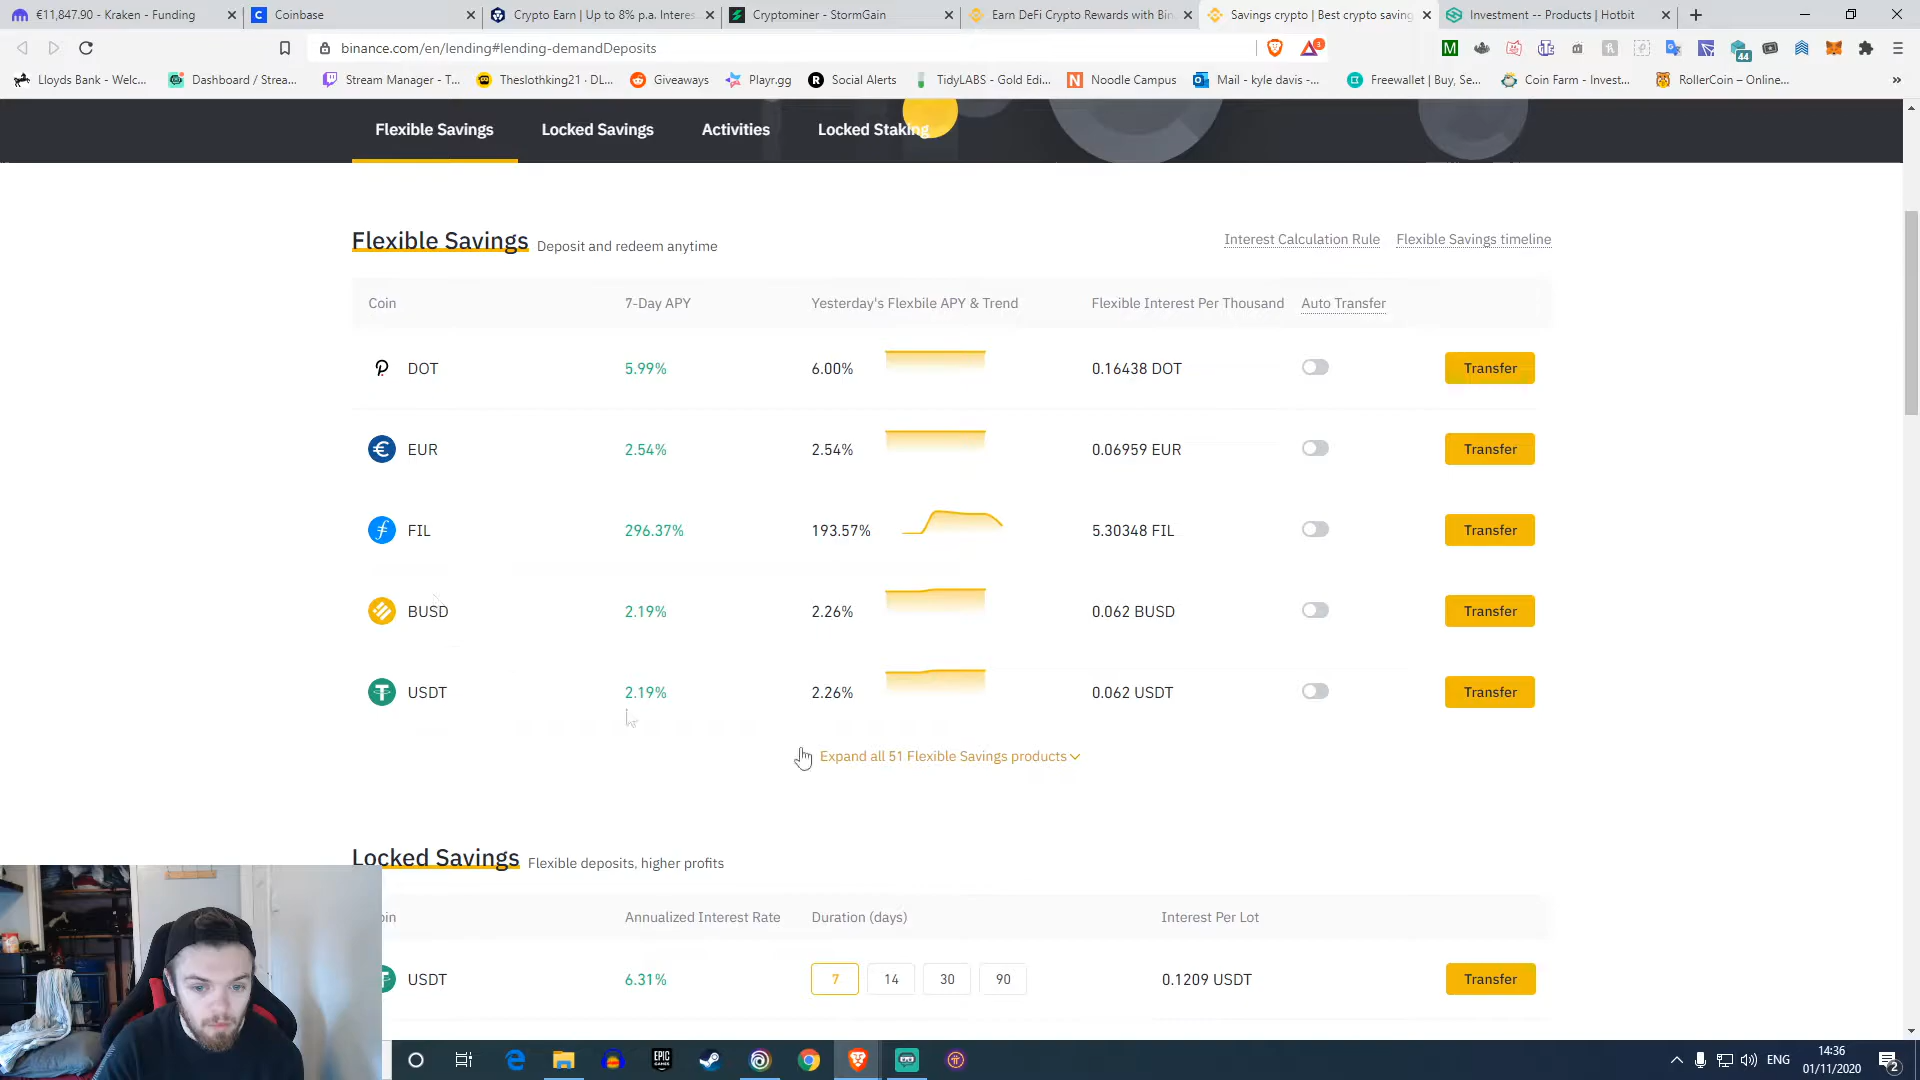 €11,847.90 - Kraken - Funding
Coinbase
Crypto Earn | Up to 8% p.a. Interes
Cryptominer - StormGain
Earn DeFi Crypto Rewards with Bin
Savings crypto | Best crypto saving
Investment -- Products | Hotbit
binance.com/en/lending#lending-demandDeposits
3
M
44
Lloyds Bank - Welc...
Dashboard / Strea...
Stream Manager - T...
Theslothking21 · DL...
Giveaways
Playr.gg
Social Alerts
TidyLABS - Gold Edi...
Noodle Campus
Mail - kyle davis -...
Freewallet | Buy, Se...
Coin Farm - Invest...
RollerCoin – Online...
Flexible Savings
Locked Savings
Activities
Locked Staking
Flexible Savings Deposit and redeem anytime
Interest Calculation Rule Flexible Savings timeline
Coin 7-Day APY Yesterday's Flexbile APY & Trend Flexible Interest Per Thousand Auto Transfer
DOT 5.99% 6.00% 0.16438 DOT Transfer
EUR 2.54% 2.54% 0.06959 EUR Transfer
FIL 296.37% 193.57% 5.30348 FIL Transfer
BUSD 2.19% 2.26% 0.062 BUSD Transfer
USDT 2.19% 2.26% 0.062 USDT Transfer
Expand all 51 Flexible Savings products
Locked Savings Flexible deposits, higher profits
oin Annualized Interest Rate Duration (days) Interest Per Lot
USDT 6.31% 7 14 30 90 0.1209 USDT Transfer
EPIC
GAMES
ENG
14:36
01/11/2020
2